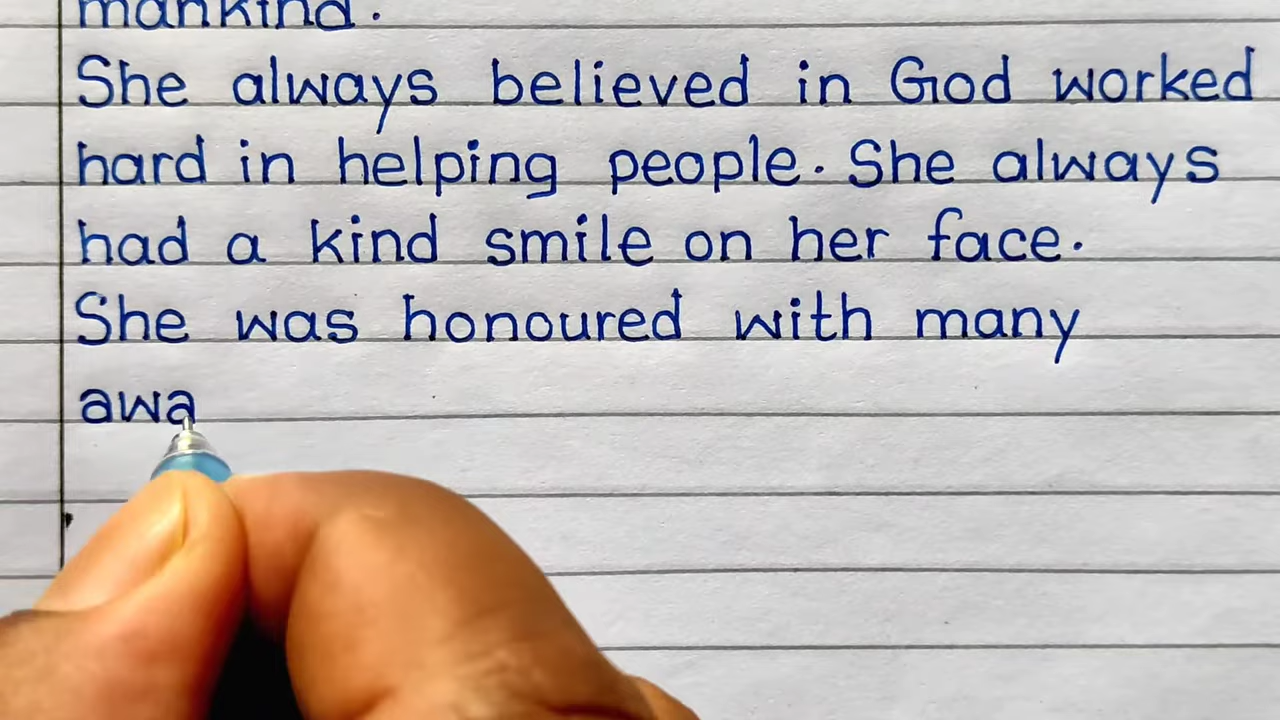 mankind.
She always believed in God worked
hard in helping people. She always
had a kind smile on her face.
She was honoured with many
awa